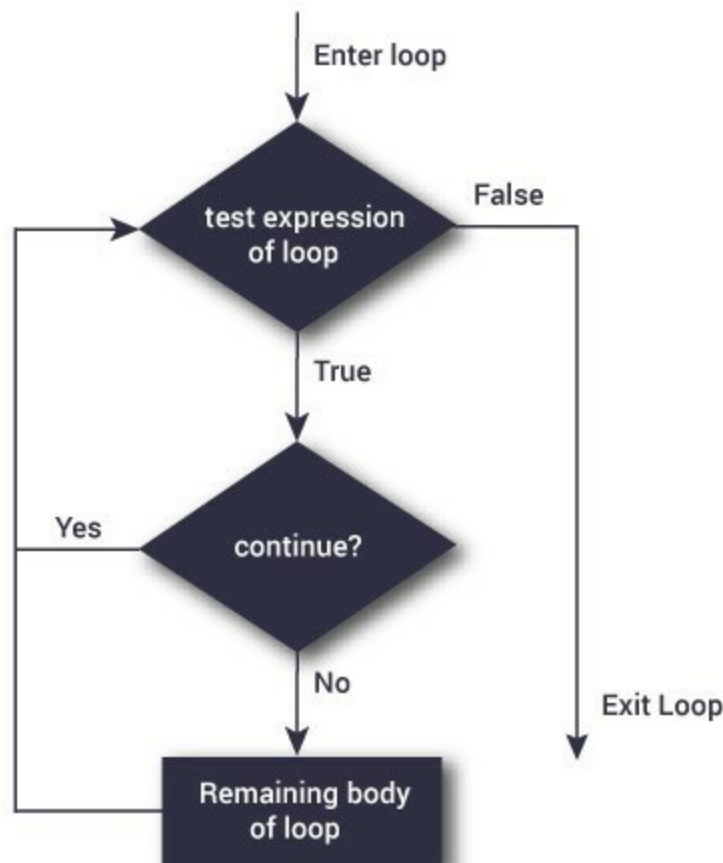 Enter loop
False
test expression
of loop
True
Yes
continue?
No
Exit Loop
Remaining body
of loop